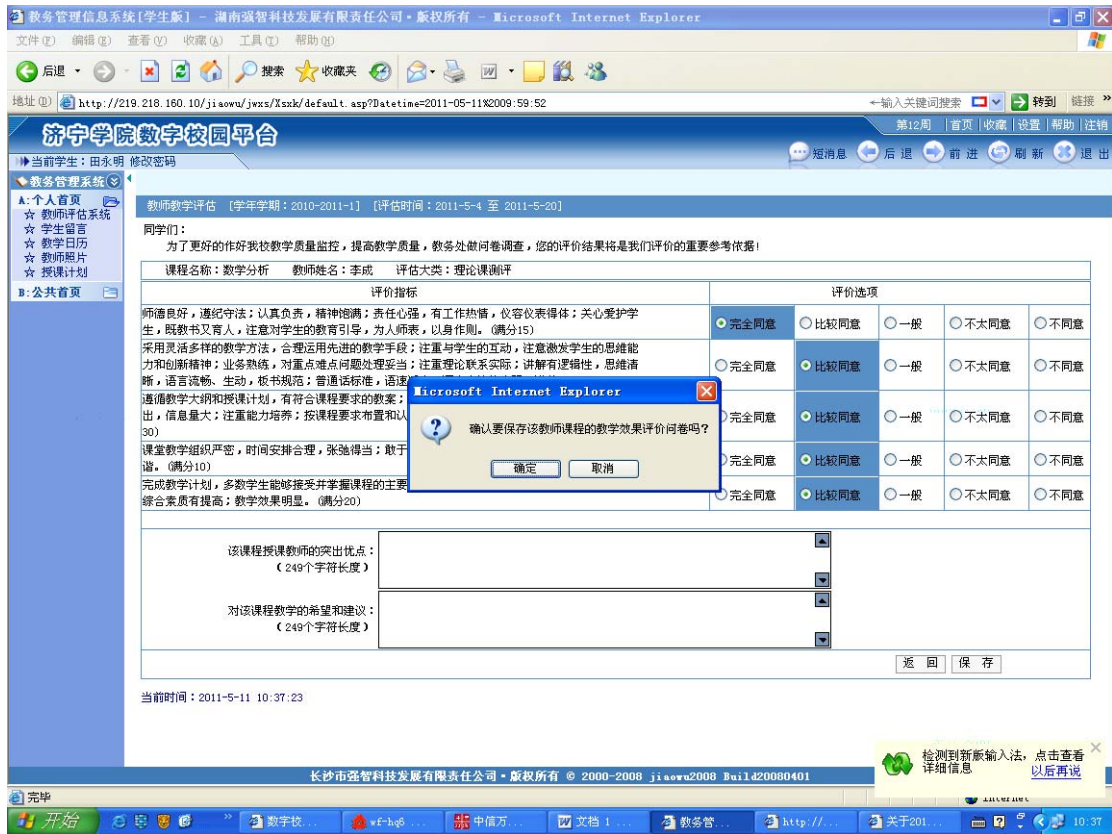 教务管理信息系统[学生版] - 湖南强智科技发展有限责任公司·版权所有 - Microsoft Internet Explorer
文件(F) 编辑(E) 查看(V) 收藏(A) 工具(T) 帮助(H)
后退 搜索 收藏夹
地址(D) http://219.218.160.10/jiaowu/jwxs/Xsxk/default.asp?Datetime=2011-05-11%2009:59:52 ←输入关键词搜索 转到 链接 »
济宁学院数字校园平台
第12周 | 首页 | 收藏 | 设置 | 帮助 | 注销
当前学生：田永明 修改密码
短消息 后退 前进 刷新 退出
教务管理系统
A:个人首页
☆ 教师评估系统
☆ 学生留言
☆ 教学日历
☆ 教师照片
☆ 授课计划
B:公共首页
教师教学评估 [学年学期：2010-2011-1] [评估时间：2011-5-4 至 2011-5-20]
同学们：
为了更好的作好我校教学质量监控，提高教学质量，教务处做问卷调查，您的评价结果将是我们评价的重要参考依据！
课程名称：数学分析 教师姓名：李成 评估大类：理论课测评
评价指标 评价选项
师德良好，遵纪守法；认真负责，精神饱满；责任心强，有工作热情，仪容仪表得体；关心爱护学
生，既教书又育人，注意对学生的教育引导，为人师表，以身作则。(满分15)
完全同意 比较同意 一般 不太同意 不同意
采用灵活多样的教学方法，合理运用先进的教学手段；注重与学生的互动，注意激发学生的思维能
力和创新精神；业务熟练，对重点难点问题处理妥当；注重理论联系实际；讲解有逻辑性，思维清
晰，语言流畅、生动，板书规范；普通话标准，语速
完全同意 比较同意 一般 不太同意 不同意
遵循教学大纲和授课计划，有符合课程要求的教案；
出，信息量大；注重能力培养；按课程要求布置和认
30)
完全同意 比较同意 一般 不太同意 不同意
课堂教学组织严密，时间安排合理，张弛得当；敢于
谐。(满分10)
完全同意 比较同意 一般 不太同意 不同意
完成教学计划，多数学生能够接受并掌握课程的主要
综合素质有提高；教学效果明显。(满分20)
完全同意 比较同意 一般 不太同意 不同意
Microsoft Internet Explorer
确认要保存该教师课程的教学效果评价问卷吗？
确定 取消
该课程授课教师的突出优点：
(249个字符长度)
对该课程教学的希望和建议：
(249个字符长度)
返 回 保 存
当前时间：2011-5-11 10:37:23
检测到新版输入法，点击查看
详细信息 以后再说
长沙市强智科技发展有限责任公司·版权所有 © 2000-2008 jiaowu2008 Build20080401
完毕 Internet
开始 » 数字校... vf-hq6 ... 中信万... 文档 1 ... 教务管... http://... 关于201... 10:37